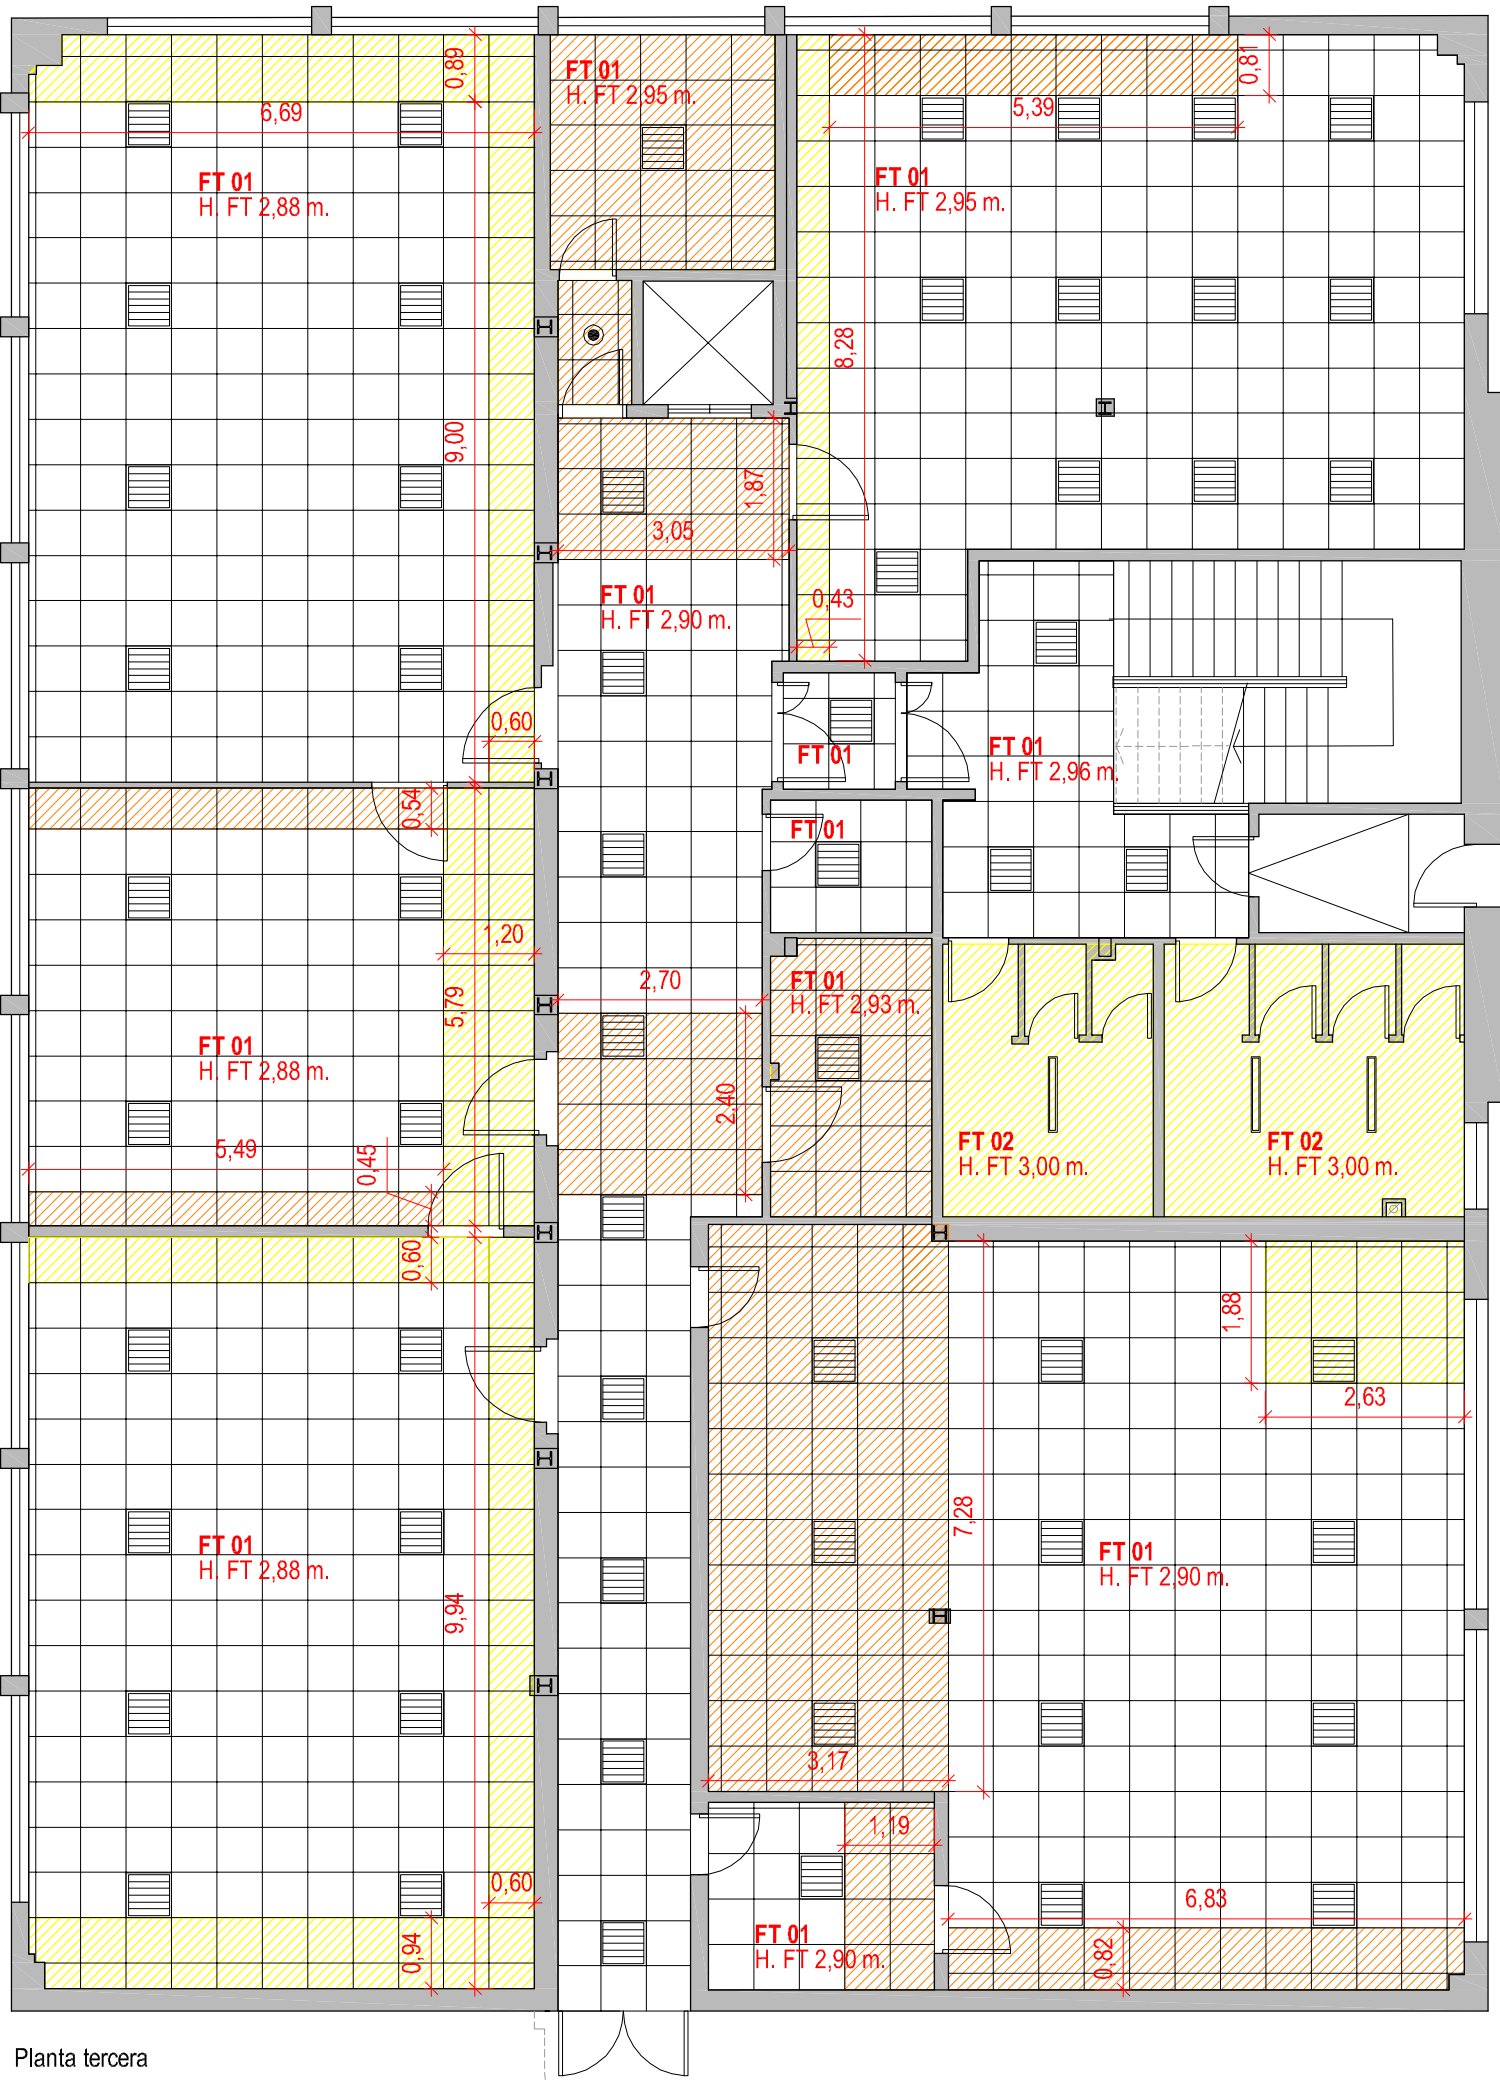 0,89
FT 01
H. FT 2,95 m.
0,81
6,69
5,39
FT 01
H. FT 2,88 m.
FT 01
H. FT 2,95 m.
8,28
9,00
1,87
3,05
FT 01
H. FT 2,90 m.
0,43
0,60
FT 01
FT 01
H. FT 2,96 m.
0,54
FT 01
1,20
2,70
FT 01
H. FT 2,93 m.
5,79
FT 01
H. FT 2,88 m.
2,40
5,49
0,45
FT 02
H. FT 3,00 m.
FT 02
H. FT 3,00 m.
0,60
1,88
2,63
7,28
FT 01
H. FT 2,88 m.
FT 01
H. FT 2,90 m.
9,94
3,17
1,19
0,60
6,83
0,94
FT 01
H. FT 2,90 m.
0,82
Planta tercera